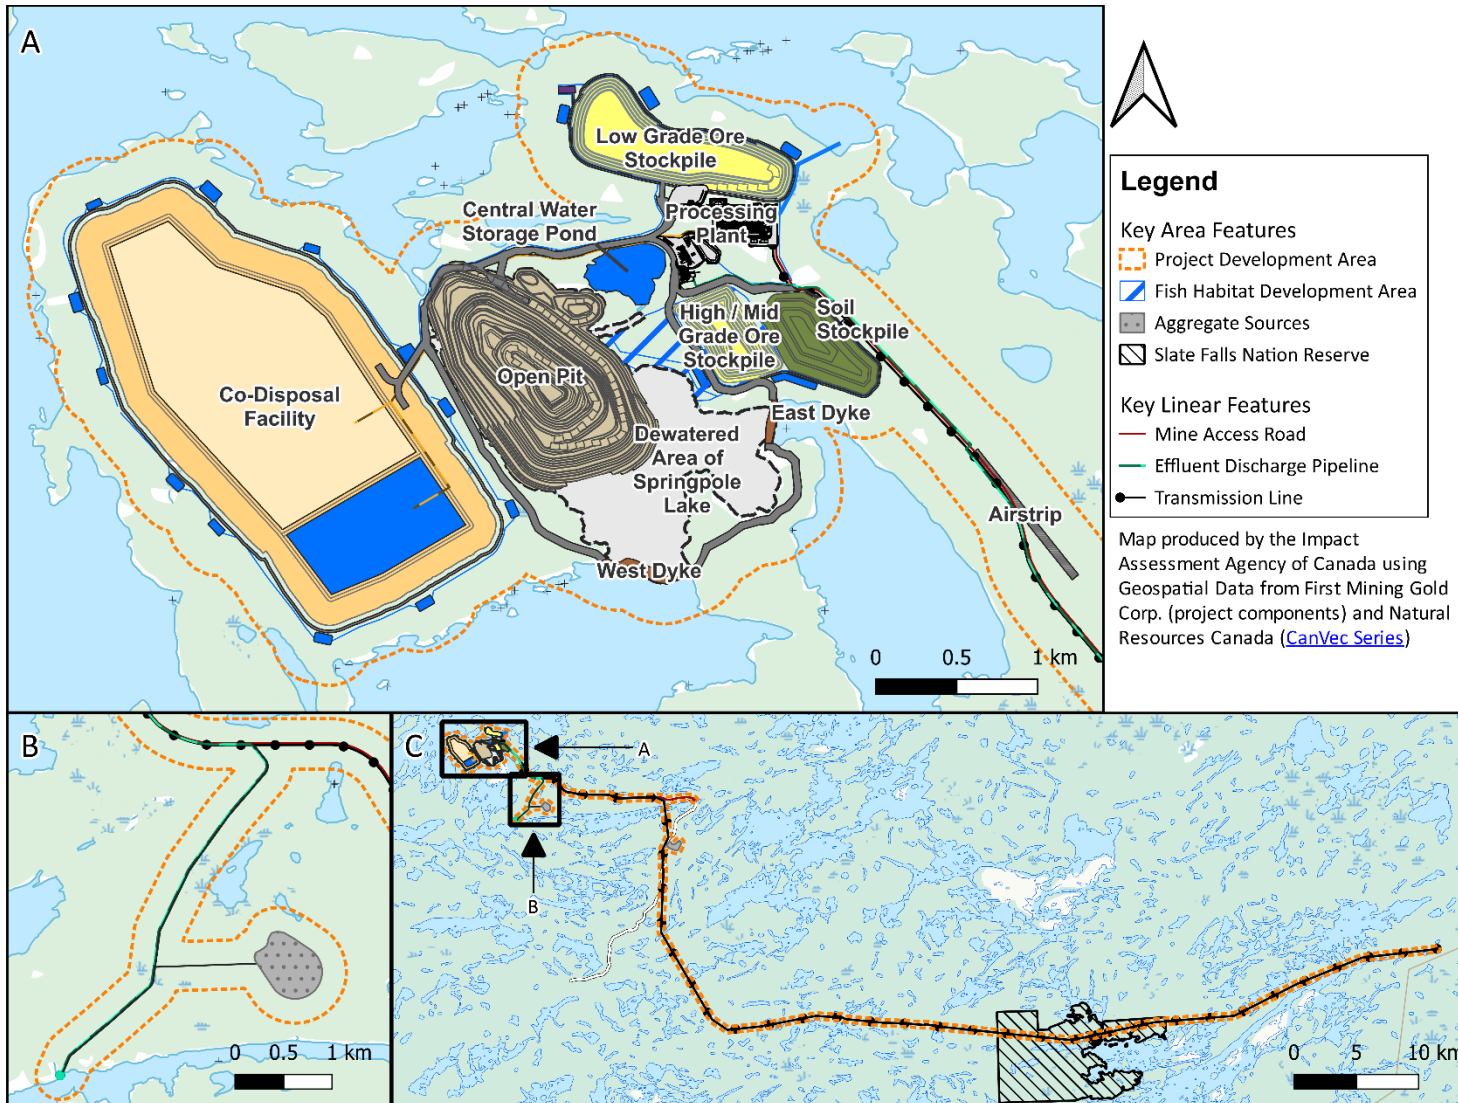 A
Low Grade Ore
Stockpile
Central Water
Storage Pond
Processing
Plant
High / Mid
Grade Ore
Stockpile
Soil
Stockpile
Open Pit
Co-Disposal
Facility
East Dyke
Dewatered
Area of
Springpole
Lake
Airstrip
West Dyke
0 0.5 1 km
Legend
Key Area Features
Project Development Area
Fish Habitat Development Area
Aggregate Sources
Slate Falls Nation Reserve
Key Linear Features
Mine Access Road
Effluent Discharge Pipeline
Transmission Line
Map produced by the Impact
Assessment Agency of Canada using
Geospatial Data from First Mining Gold
Corp. (project components) and Natural
Resources Canada (CanVec Series)
B
0 0.5 1 km
C
A
B
0 5 10 km